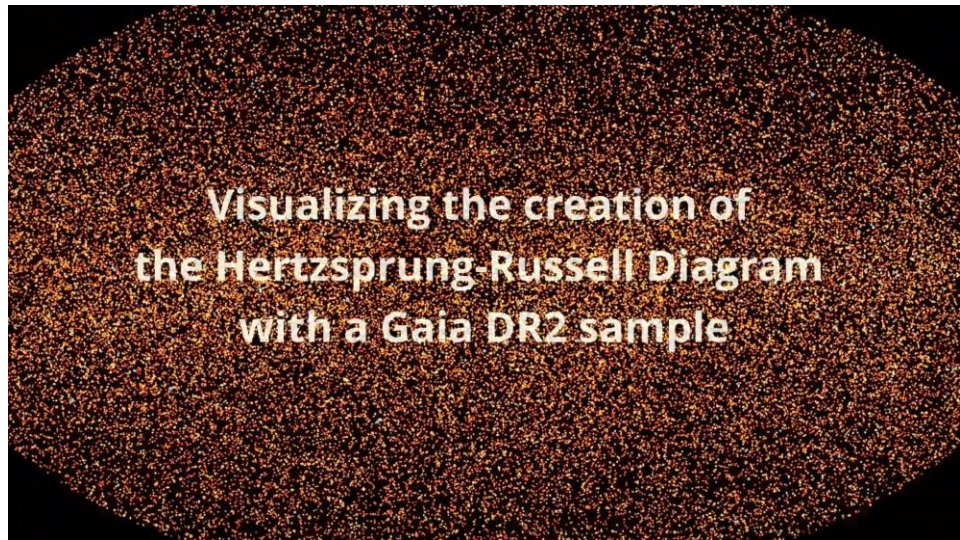 Visualizing the creation of
the Hertzsprung-Russell Diagram
with a Gaia DR2 sample